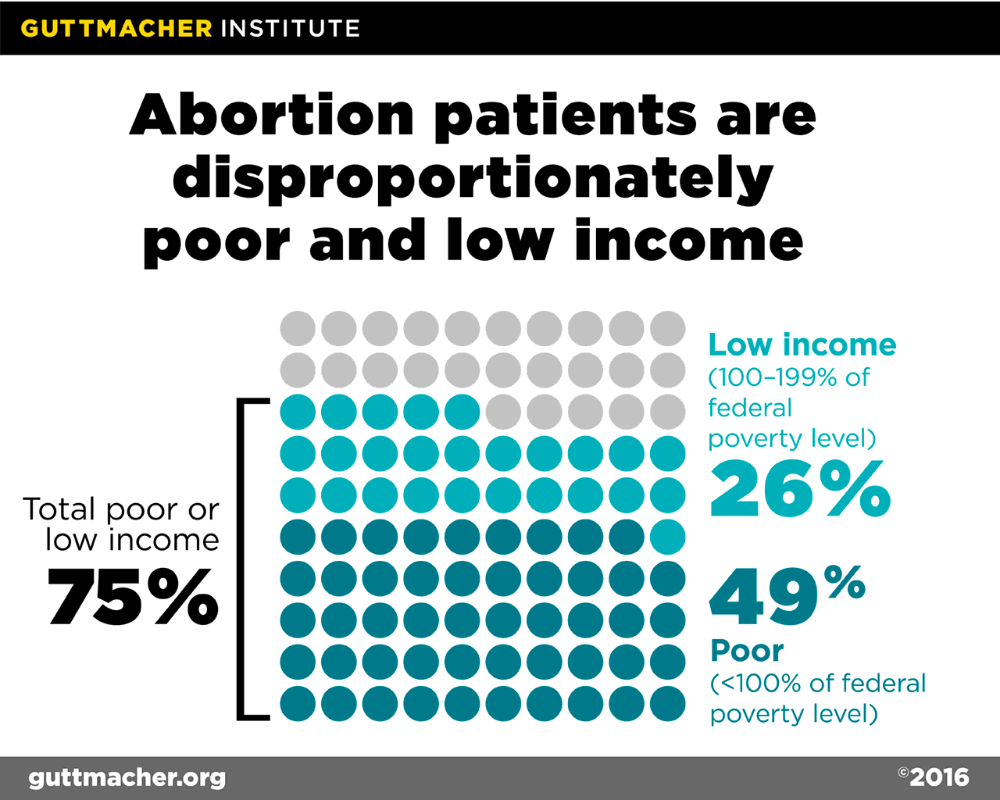 GUTTMACHER INSTITUTE
Abortion patients are
disproportionately
poor and low income
Low income
(100–199% of
federal
poverty level)
26%
Total poor or
low income
75%
49%
Poor
(<100% of federal
poverty level)
guttmacher.org
©2016